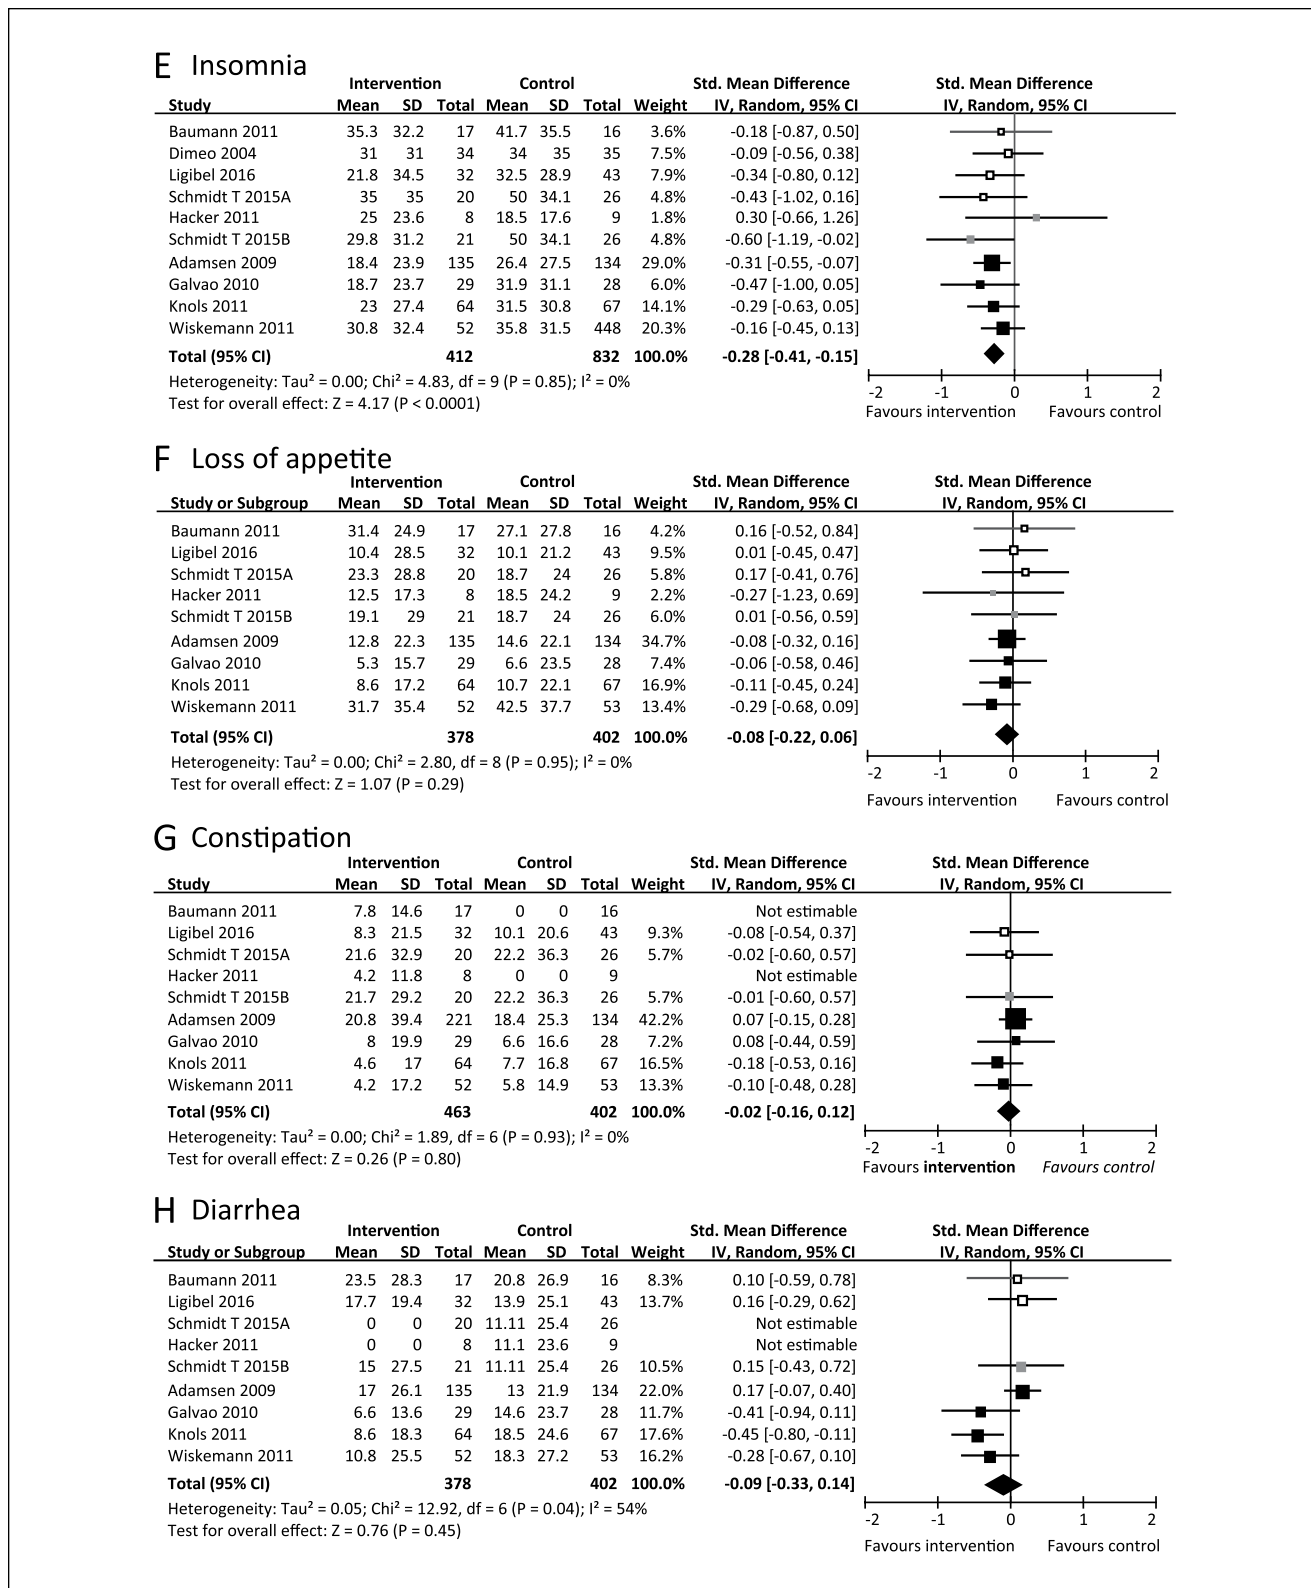 E Insomnia
Intervention Control Std. Mean Difference Std. Mean Difference
Study Mean SD Total Mean SD Total Weight IV, Random, 95% CI IV, Random, 95% CI
Baumann 2011 35.3 32.2 17 41.7 35.5 16 3.6% -0.18 [-0.87, 0.50]
Dimeo 2004 31 31 34 34 35 35 7.5% -0.09 [-0.56, 0.38]
Ligibel 2016 21.8 34.5 32 32.5 28.9 43 7.9% -0.34 [-0.80, 0.12]
Schmidt T 2015A 35 35 20 50 34.1 26 4.8% -0.43 [-1.02, 0.16]
Hacker 2011 25 23.6 8 18.5 17.6 9 1.8% 0.30 [-0.66, 1.26]
Schmidt T 2015B 29.8 31.2 21 50 34.1 26 4.8% -0.60 [-1.19, -0.02]
Adamsen 2009 18.4 23.9 135 26.4 27.5 134 29.0% -0.31 [-0.55, -0.07]
Galvao 2010 18.7 23.7 29 31.9 31.1 28 6.0% -0.47 [-1.00, 0.05]
Knols 2011 23 27.4 64 31.5 30.8 67 14.1% -0.29 [-0.63, 0.05]
Wiskemann 2011 30.8 32.4 52 35.8 31.5 448 20.3% -0.16 [-0.45, 0.13]
Total (95% CI) 412 832 100.0% -0.28 [-0.41, -0.15]
Heterogeneity: Tau² = 0.00; Chi² = 4.83, df = 9 (P = 0.85); I² = 0%
Test for overall effect: Z = 4.17 (P < 0.0001)
-2 -1 0 1 2
Favours intervention Favours control
F Loss of appetite
Intervention Control Std. Mean Difference Std. Mean Difference
Study or Subgroup Mean SD Total Mean SD Total Weight IV, Random, 95% CI IV, Random, 95% CI
Baumann 2011 31.4 24.9 17 27.1 27.8 16 4.2% 0.16 [-0.52, 0.84]
Ligibel 2016 10.4 28.5 32 10.1 21.2 43 9.5% 0.01 [-0.45, 0.47]
Schmidt T 2015A 23.3 28.8 20 18.7 24 26 5.8% 0.17 [-0.41, 0.76]
Hacker 2011 12.5 17.3 8 18.5 24.2 9 2.2% -0.27 [-1.23, 0.69]
Schmidt T 2015B 19.1 29 21 18.7 24 26 6.0% 0.01 [-0.56, 0.59]
Adamsen 2009 12.8 22.3 135 14.6 22.1 134 34.7% -0.08 [-0.32, 0.16]
Galvao 2010 5.3 15.7 29 6.6 23.5 28 7.4% -0.06 [-0.58, 0.46]
Knols 2011 8.6 17.2 64 10.7 22.1 67 16.9% -0.11 [-0.45, 0.24]
Wiskemann 2011 31.7 35.4 52 42.5 37.7 53 13.4% -0.29 [-0.68, 0.09]
Total (95% CI) 378 402 100.0% -0.08 [-0.22, 0.06]
Heterogeneity: Tau² = 0.00; Chi² = 2.80, df = 8 (P = 0.95); I² = 0%
Test for overall effect: Z = 1.07 (P = 0.29)
-2 -1 0 1 2
Favours intervention Favours control
G Constipation
Intervention Control Std. Mean Difference Std. Mean Difference
Study Mean SD Total Mean SD Total Weight IV, Random, 95% CI IV, Random, 95% CI
Baumann 2011 7.8 14.6 17 0 0 16 Not estimable
Ligibel 2016 8.3 21.5 32 10.1 20.6 43 9.3% -0.08 [-0.54, 0.37]
Schmidt T 2015A 21.6 32.9 20 22.2 36.3 26 5.7% -0.02 [-0.60, 0.57]
Hacker 2011 4.2 11.8 8 0 0 9 Not estimable
Schmidt T 2015B 21.7 29.2 20 22.2 36.3 26 5.7% -0.01 [-0.60, 0.57]
Adamsen 2009 20.8 39.4 221 18.4 25.3 134 42.2% 0.07 [-0.15, 0.28]
Galvao 2010 8 19.9 29 6.6 16.6 28 7.2% 0.08 [-0.44, 0.59]
Knols 2011 4.6 17 64 7.7 16.8 67 16.5% -0.18 [-0.53, 0.16]
Wiskemann 2011 4.2 17.2 52 5.8 14.9 53 13.3% -0.10 [-0.48, 0.28]
Total (95% CI) 463 402 100.0% -0.02 [-0.16, 0.12]
Heterogeneity: Tau² = 0.00; Chi² = 1.89, df = 6 (P = 0.93); I² = 0%
Test for overall effect: Z = 0.26 (P = 0.80)
-2 -1 0 1 2
Favours intervention Favours control
H Diarrhea
Intervention Control Std. Mean Difference Std. Mean Difference
Study or Subgroup Mean SD Total Mean SD Total Weight IV, Random, 95% CI IV, Random, 95% CI
Baumann 2011 23.5 28.3 17 20.8 26.9 16 8.3% 0.10 [-0.59, 0.78]
Ligibel 2016 17.7 19.4 32 13.9 25.1 43 13.7% 0.16 [-0.29, 0.62]
Schmidt T 2015A 0 0 20 11.11 25.4 26 Not estimable
Hacker 2011 0 0 8 11.1 23.6 9 Not estimable
Schmidt T 2015B 15 27.5 21 11.11 25.4 26 10.5% 0.15 [-0.43, 0.72]
Adamsen 2009 17 26.1 135 13 21.9 134 22.0% 0.17 [-0.07, 0.40]
Galvao 2010 6.6 13.6 29 14.6 23.7 28 11.7% -0.41 [-0.94, 0.11]
Knols 2011 8.6 18.3 64 18.5 24.6 67 17.6% -0.45 [-0.80, -0.11]
Wiskemann 2011 10.8 25.5 52 18.3 27.2 53 16.2% -0.28 [-0.67, 0.10]
Total (95% CI) 378 402 100.0% -0.09 [-0.33, 0.14]
Heterogeneity: Tau² = 0.05; Chi² = 12.92, df = 6 (P = 0.04); I² = 54%
Test for overall effect: Z = 0.76 (P = 0.45)
-2 -1 0 1 2
Favours intervention Favours control